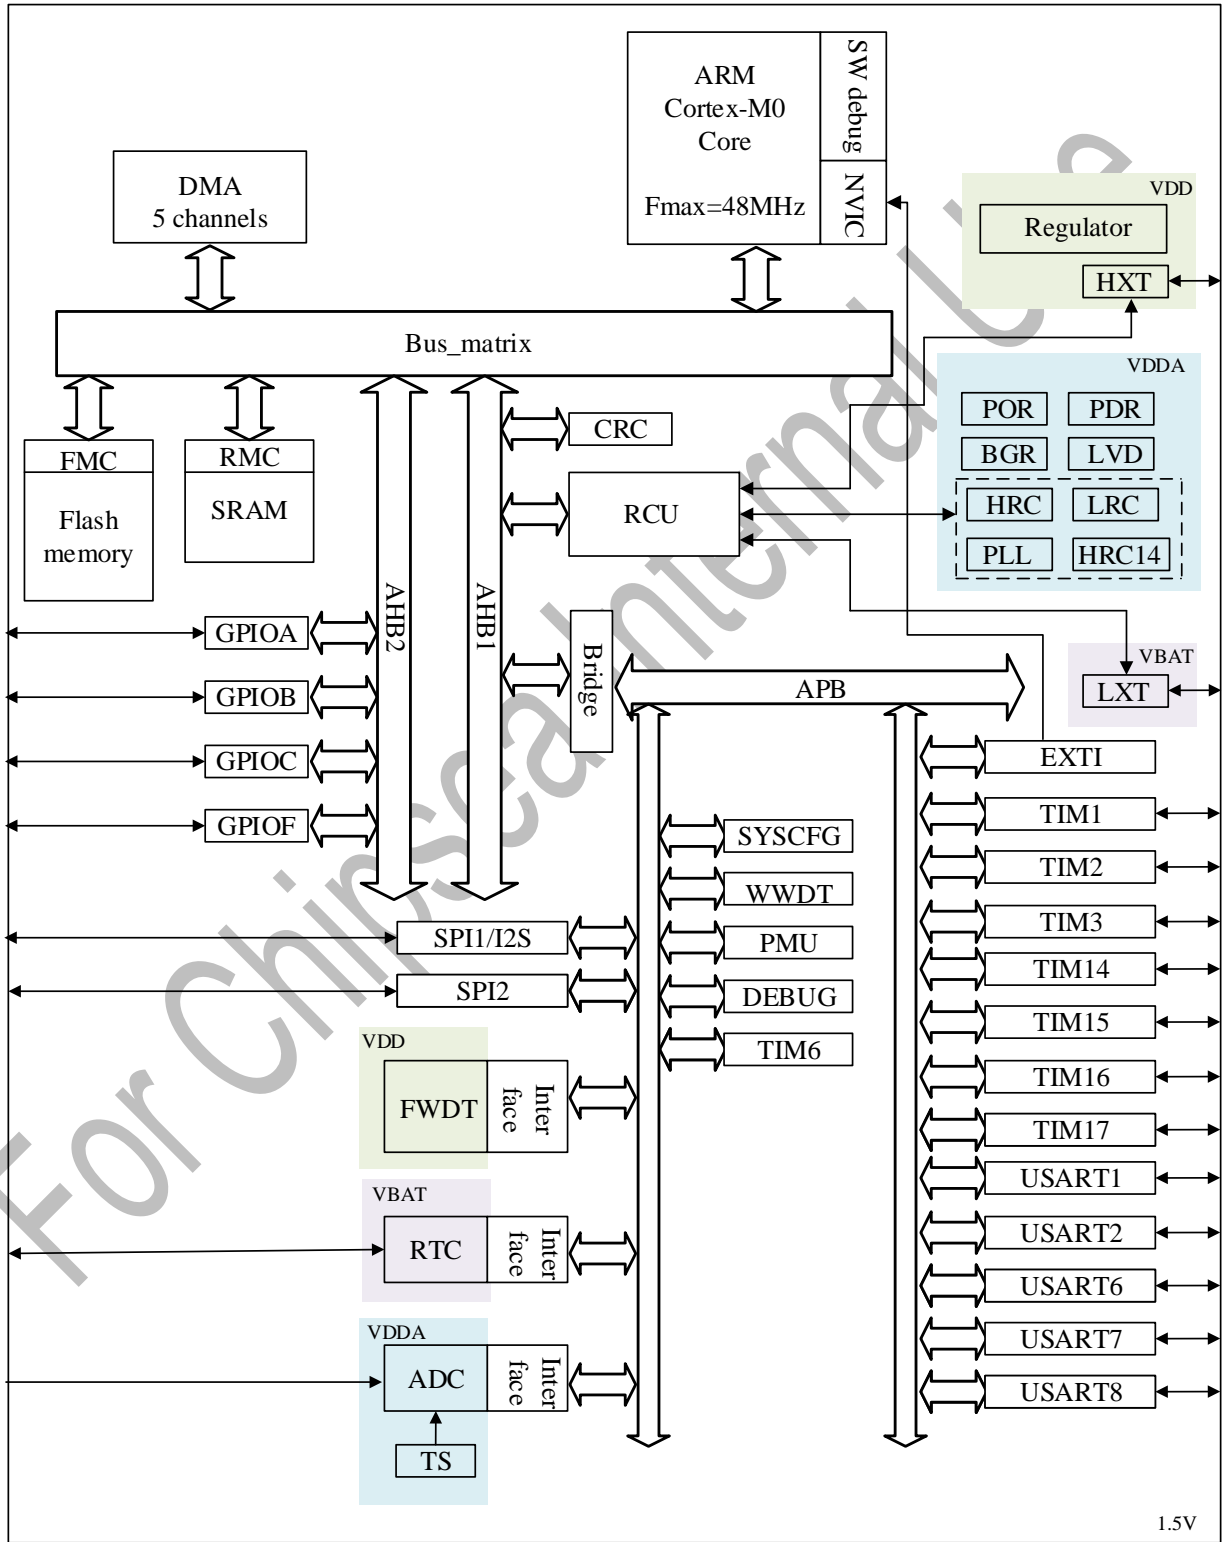 ARM
Cortex-M0
Core
Fmax=48MHz
SW debug
NVIC
DMA
5 channels
VDD
Regulator
HXT
Bus_matrix
VDDA
POR
PDR
BGR
LVD
HRC
LRC
PLL
HRC14
CRC
FMC
Flash
memory
RMC
SRAM
RCU
AHB2
AHB1
GPIOA
GPIOB
GPIOC
GPIOF
Bridge
APB
VBAT
LXT
EXTI
TIM1
TIM2
TIM3
TIM14
TIM15
TIM16
TIM17
USART1
USART2
USART6
USART7
USART8
SYSCFG
WWDT
PMU
DEBUG
TIM6
SPI1/I2S
SPI2
VDD
FWDT
Inter
face
VBAT
RTC
Inter
face
VDDA
ADC
Inter
face
TS
1.5V
For Chipsea Internal Use